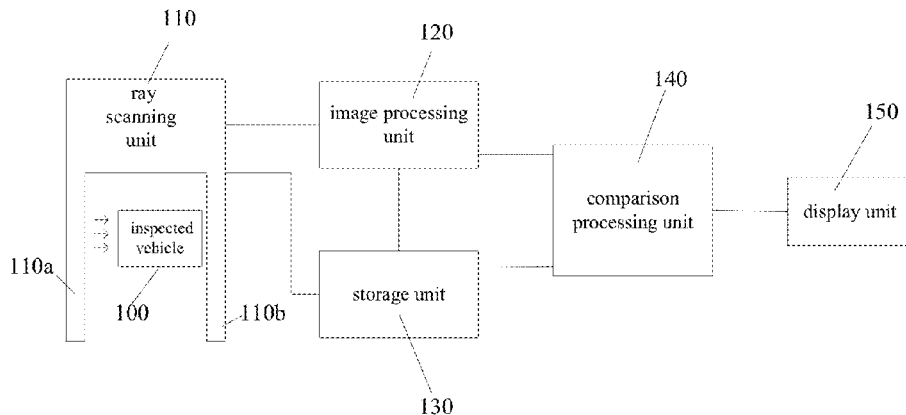 110
ray
scanning
unit
120
image processing
unit
140
comparison
processing unit
150
display unit
inspected
vehicle
110a
100
110b
storage unit
130